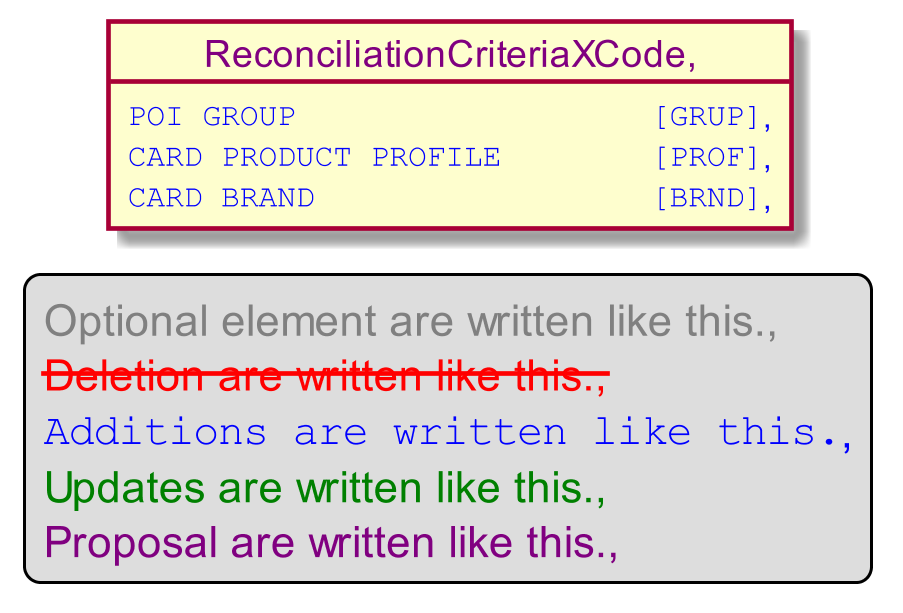 ReconciliationCriteriaXCode,
POI GROUP [GRUP],
CARD PRODUCT PROFILE [PROF],
CARD BRAND [BRND],
Optional element are written like this.,
Deletion are written like this.,
Additions are written like this.,
Updates are written like this.,
Proposal are written like this.,